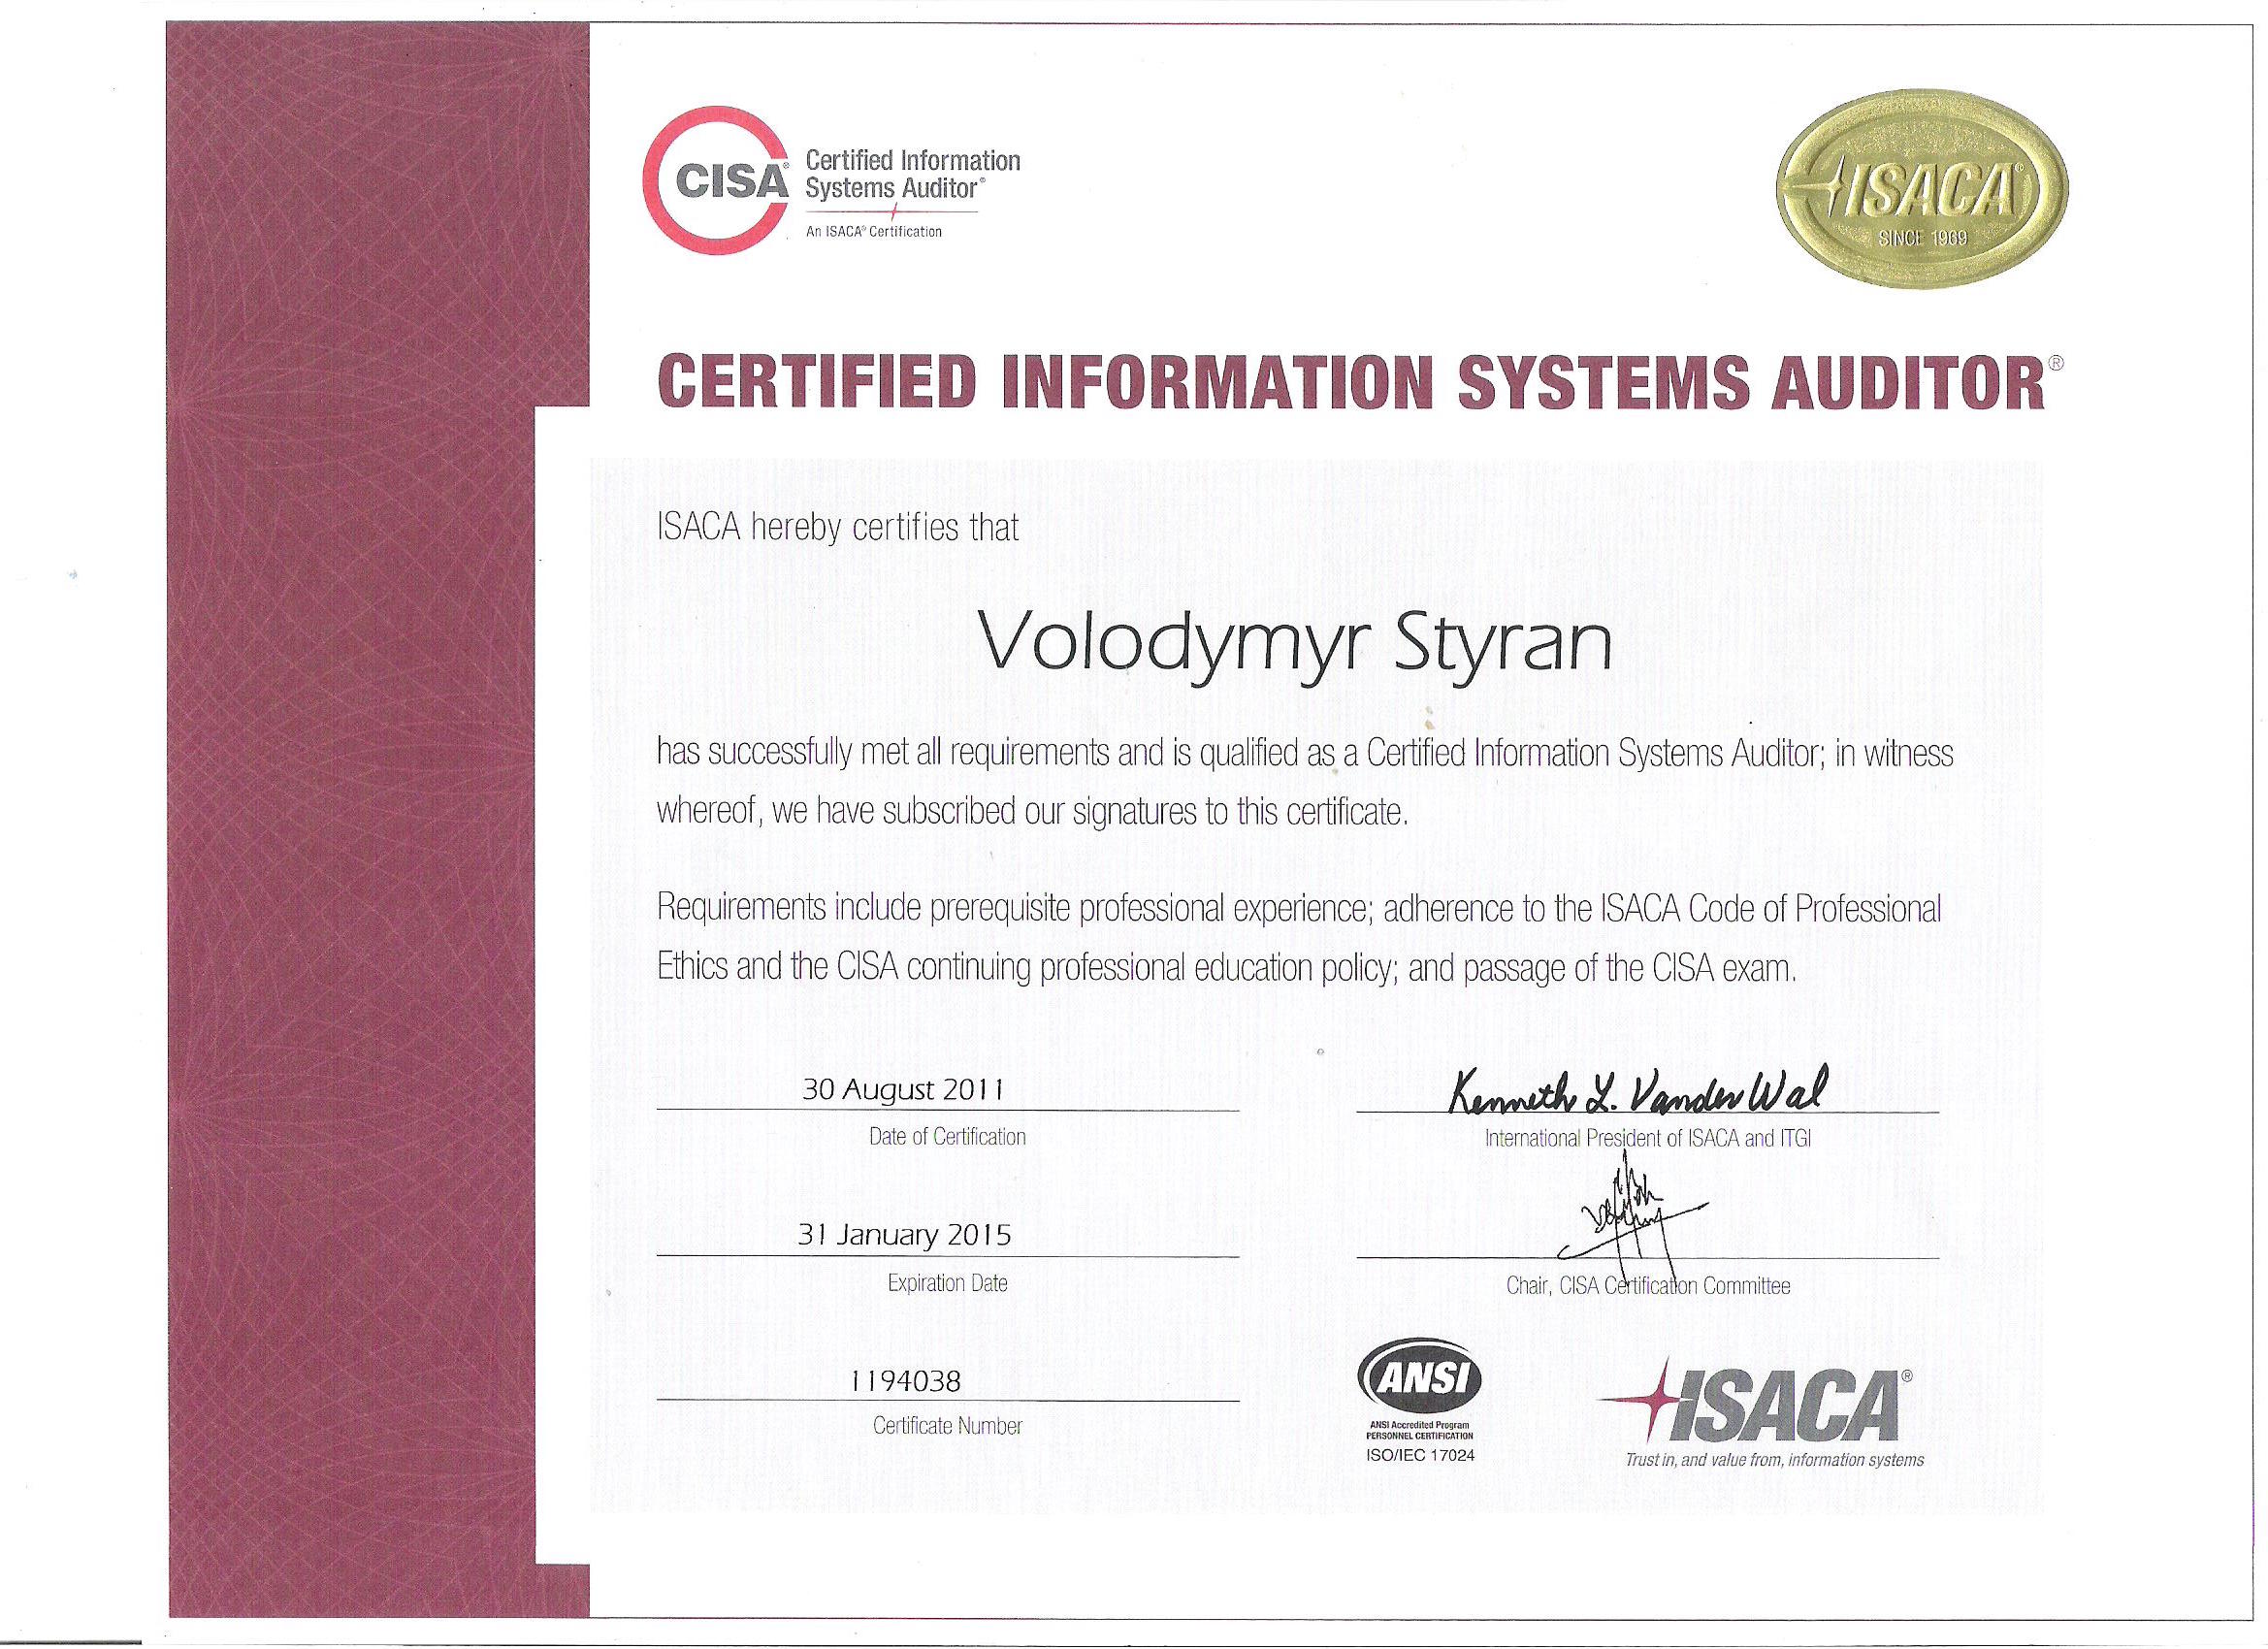 CISA® Certified Information
Systems Auditor®
An ISACA® Certification
ISACA®
SINCE 1969
CERTIFIED INFORMATION SYSTEMS AUDITOR®
ISACA hereby certifies that
Volodymyr Styran
has successfully met all requirements and is qualified as a Certified Information Systems Auditor; in witness
whereof, we have subscribed our signatures to this certificate.
Requirements include prerequisite professional experience; adherence to the ISACA Code of Professional
Ethics and the CISA continuing professional education policy; and passage of the CISA exam.
30 August 2011
Date of Certification
Kenneth L. Vander Wal
International President of ISACA and ITGI
31 January 2015
Expiration Date
Chair, CISA Certification Committee
1194038
Certificate Number
ANSI
ANSI Accredited Program
PERSONNEL CERTIFICATION
ISO/IEC 17024
ISACA®
Trust in, and value from, information systems